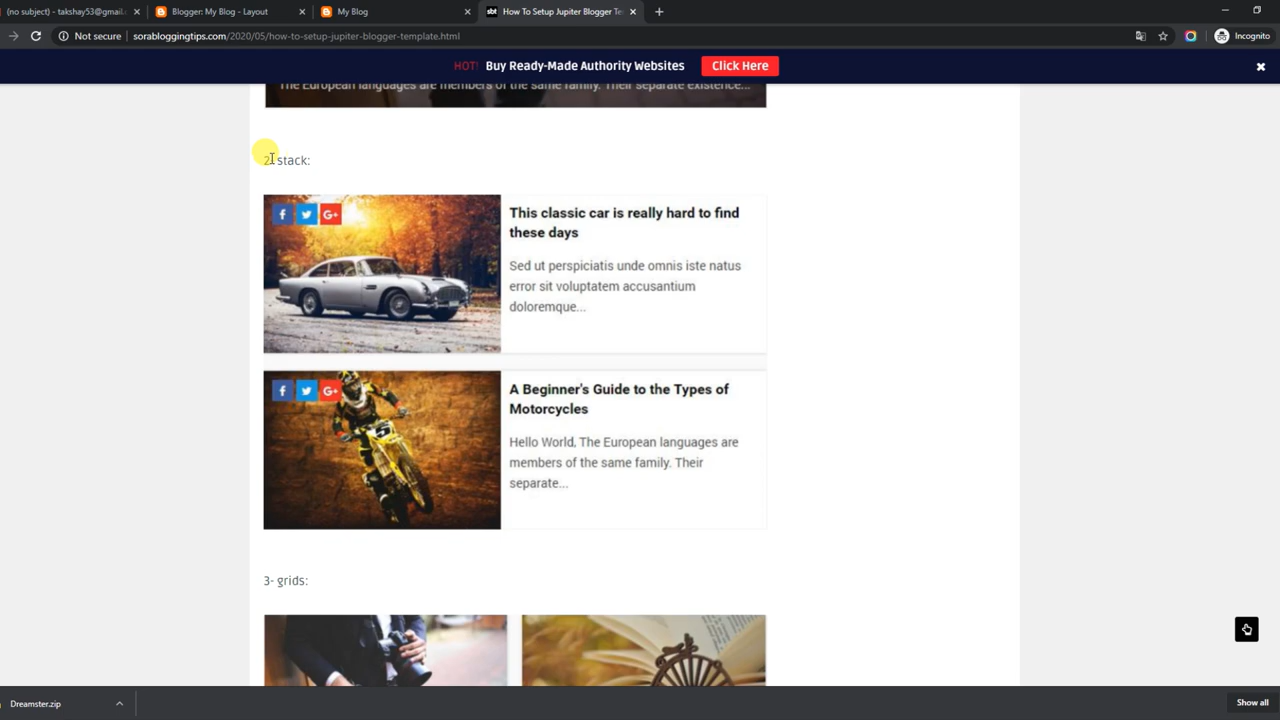 (no subject) - takshay53@gmail.
Blogger: My Blog - Layout
My Blog
sbt
How To Setup Jupiter Blogger Te
Not secure
sorabloggingtips.com/2020/05/how-to-setup-jupiter-blogger-template.html
Incognito
HOT! Buy Ready-Made Authority Websites
Click Here
The European languages are members of the same family. Their separate existence...
2- stack:
This classic car is really hard to find
these days
Sed ut perspiciatis unde omnis iste natus
error sit voluptatem accusantium
doloremque...
A Beginner's Guide to the Types of
Motorcycles
Hello World, The European languages are
members of the same family. Their
separate...
3- grids:
Dreamster.zip
Show all